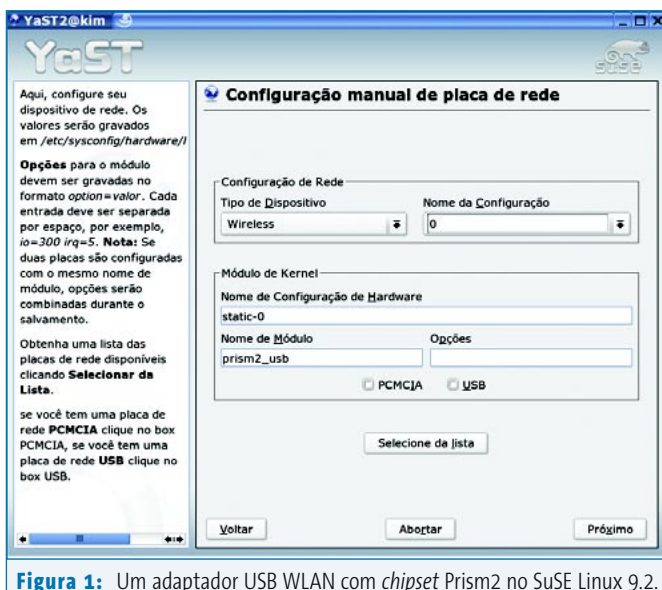 YaST2@kim
YaST
SuSE
Aqui, configure seu
dispositivo de rede. Os
valores serão gravados
em /etc/sysconfig/hardware/l
Opções para o módulo
devem ser gravadas no
formato option=valor. Cada
entrada deve ser separada
por espaço, por exemplo,
io=300 irq=5. Nota: Se
duas placas são configuradas
com o mesmo nome de
módulo, opções serão
combinadas durante o
salvamento.
Obtenha uma lista das
placas de rede disponíveis
clicando Selecionar da
Lista.
se você tem uma placa de
rede PCMCIA clique no box
PCMCIA, se você tem uma
placa de rede USB clique no
box USB.
Configuração manual de placa de rede
Configuração de Rede
Tipo de Dispositivo Nome da Configuração
Wireless 0
Módulo de Kernel
Nome de Configuração de Hardware
static-0
Nome de Módulo Opções
prism2_usb
PCMCIA USB
Selecione da lista
Voltar Abortar Próximo
Figura 1: Um adaptador USB WLAN com chipset Prism2 no SuSE Linux 9.2.